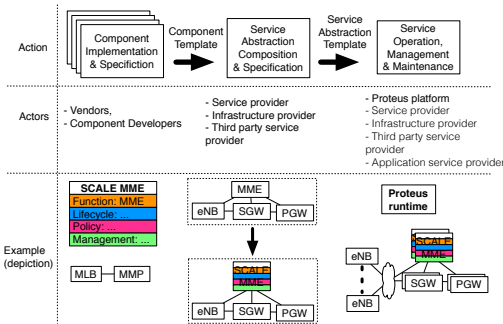 Action
Component
Implementation
& Specifiction
Component
Template
Service
Abstraction
Composition
& Specification
Service
Abstraction
Template
Service
Operation,
Management
& Maintenance
Actors
- Vendors,
- Component Developers
- Service provider
- Infrastructure provider
- Third party service
provider
- Proteus platform
- Service provider
- Infrastructure provider
- Third party service
provider
- Application service provider
Example
(depiction)
SCALE MME
Function: MME
Lifecycle: ...
Policy: ...
Management: ...
MLB
MMP
MME
eNB
SGW
PGW
SCALE
MME
eNB
SGW
PGW
Proteus
runtime
SCALE
MME
eNB
eNB
SGW
PGW